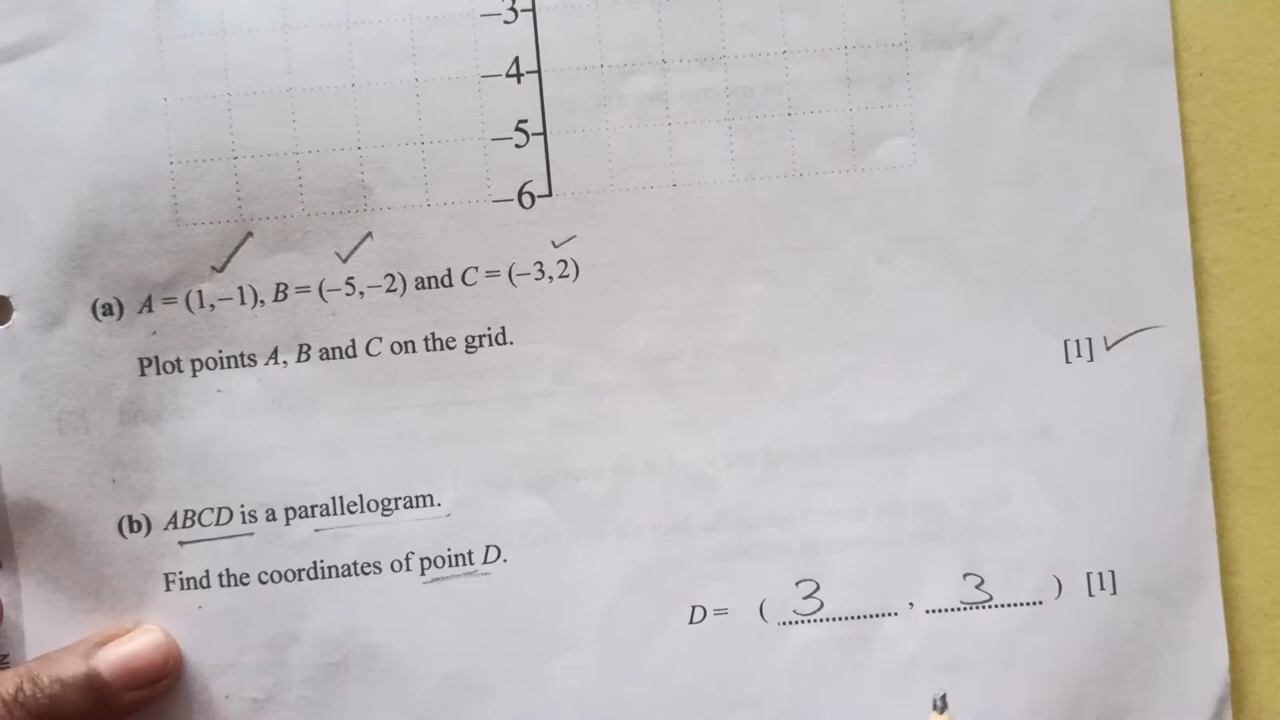 –3
–4
–5
–6
(a) A = (1,–1), B = (–5,–2) and C = (–3,2)
Plot points A, B and C on the grid.
[1]
(b) ABCD is a parallelogram.
Find the coordinates of point D.
D = ( 3 , 3 ) [1]